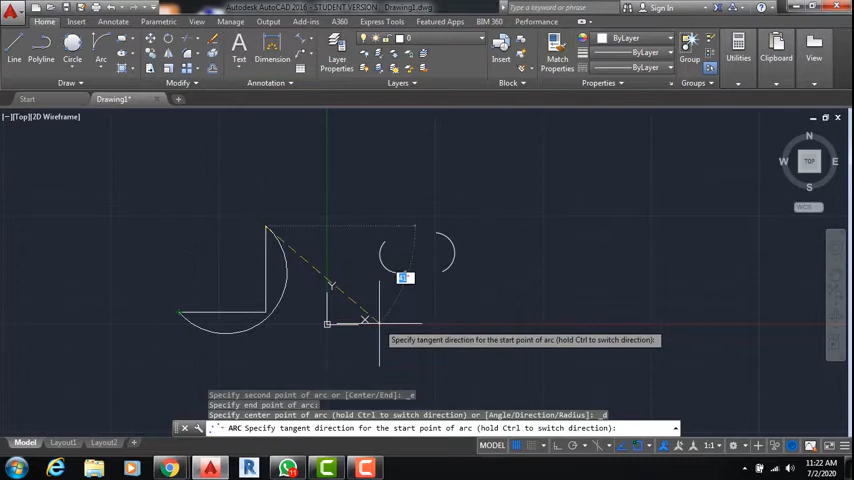 Autodesk AutoCAD 2016 - STUDENT VERSION Drawing1.dwg
Type a keyword or phrase
Sign In
Home Insert Annotate Parametric View Manage Output Add-ins A360 Express Tools Featured Apps BIM 360 Performance
0
ByLayer
ByLayer
ByLayer
Line Polyline Circle Arc Text Dimension Layer Properties Insert Match Properties Group Utilities Clipboard View
Draw Modify Annotation Layers Block Properties Groups
Start Drawing1*
[−][Top][2D Wireframe]
N
W TOP E
S
WCS
Y
X
Specify tangent direction for the start point of arc (hold Ctrl to switch direction):
Specify second point of arc or [Center/End]: _e
Specify end point of arc:
Specify center point of arc (hold Ctrl to switch direction) or [Angle/Direction/Radius]: _d
ARC Specify tangent direction for the start point of arc (hold Ctrl to switch direction):
Model Layout1 Layout2
MODEL
1:1
11:22 AM
7/2/2020